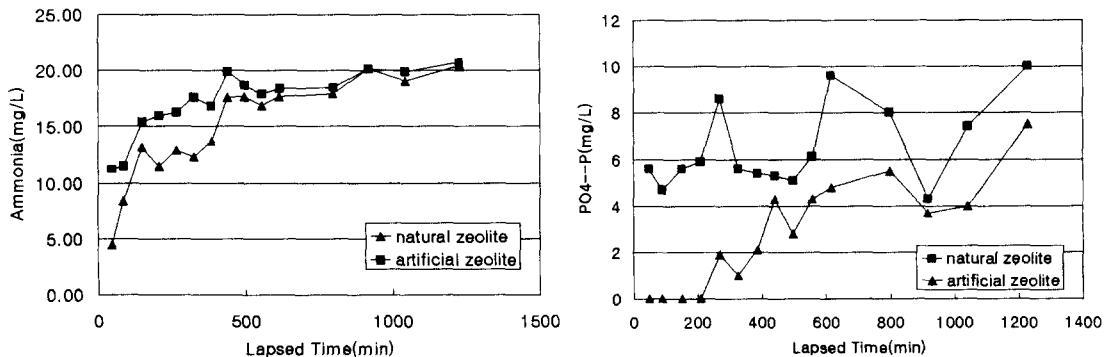 25.00
20.00
15.00
10.00
5.00
0.00
Ammonia(mg/L)
natural zeolite
artificial zeolite
0 500 1000 1500
Lapsed Time(min)
12
10
8
6
4
2
0
PO4---P(mg/L)
natural zeolite
artificial zeolite
0 200 400 600 800 1000 1200 1400
Lapsed Time(min)